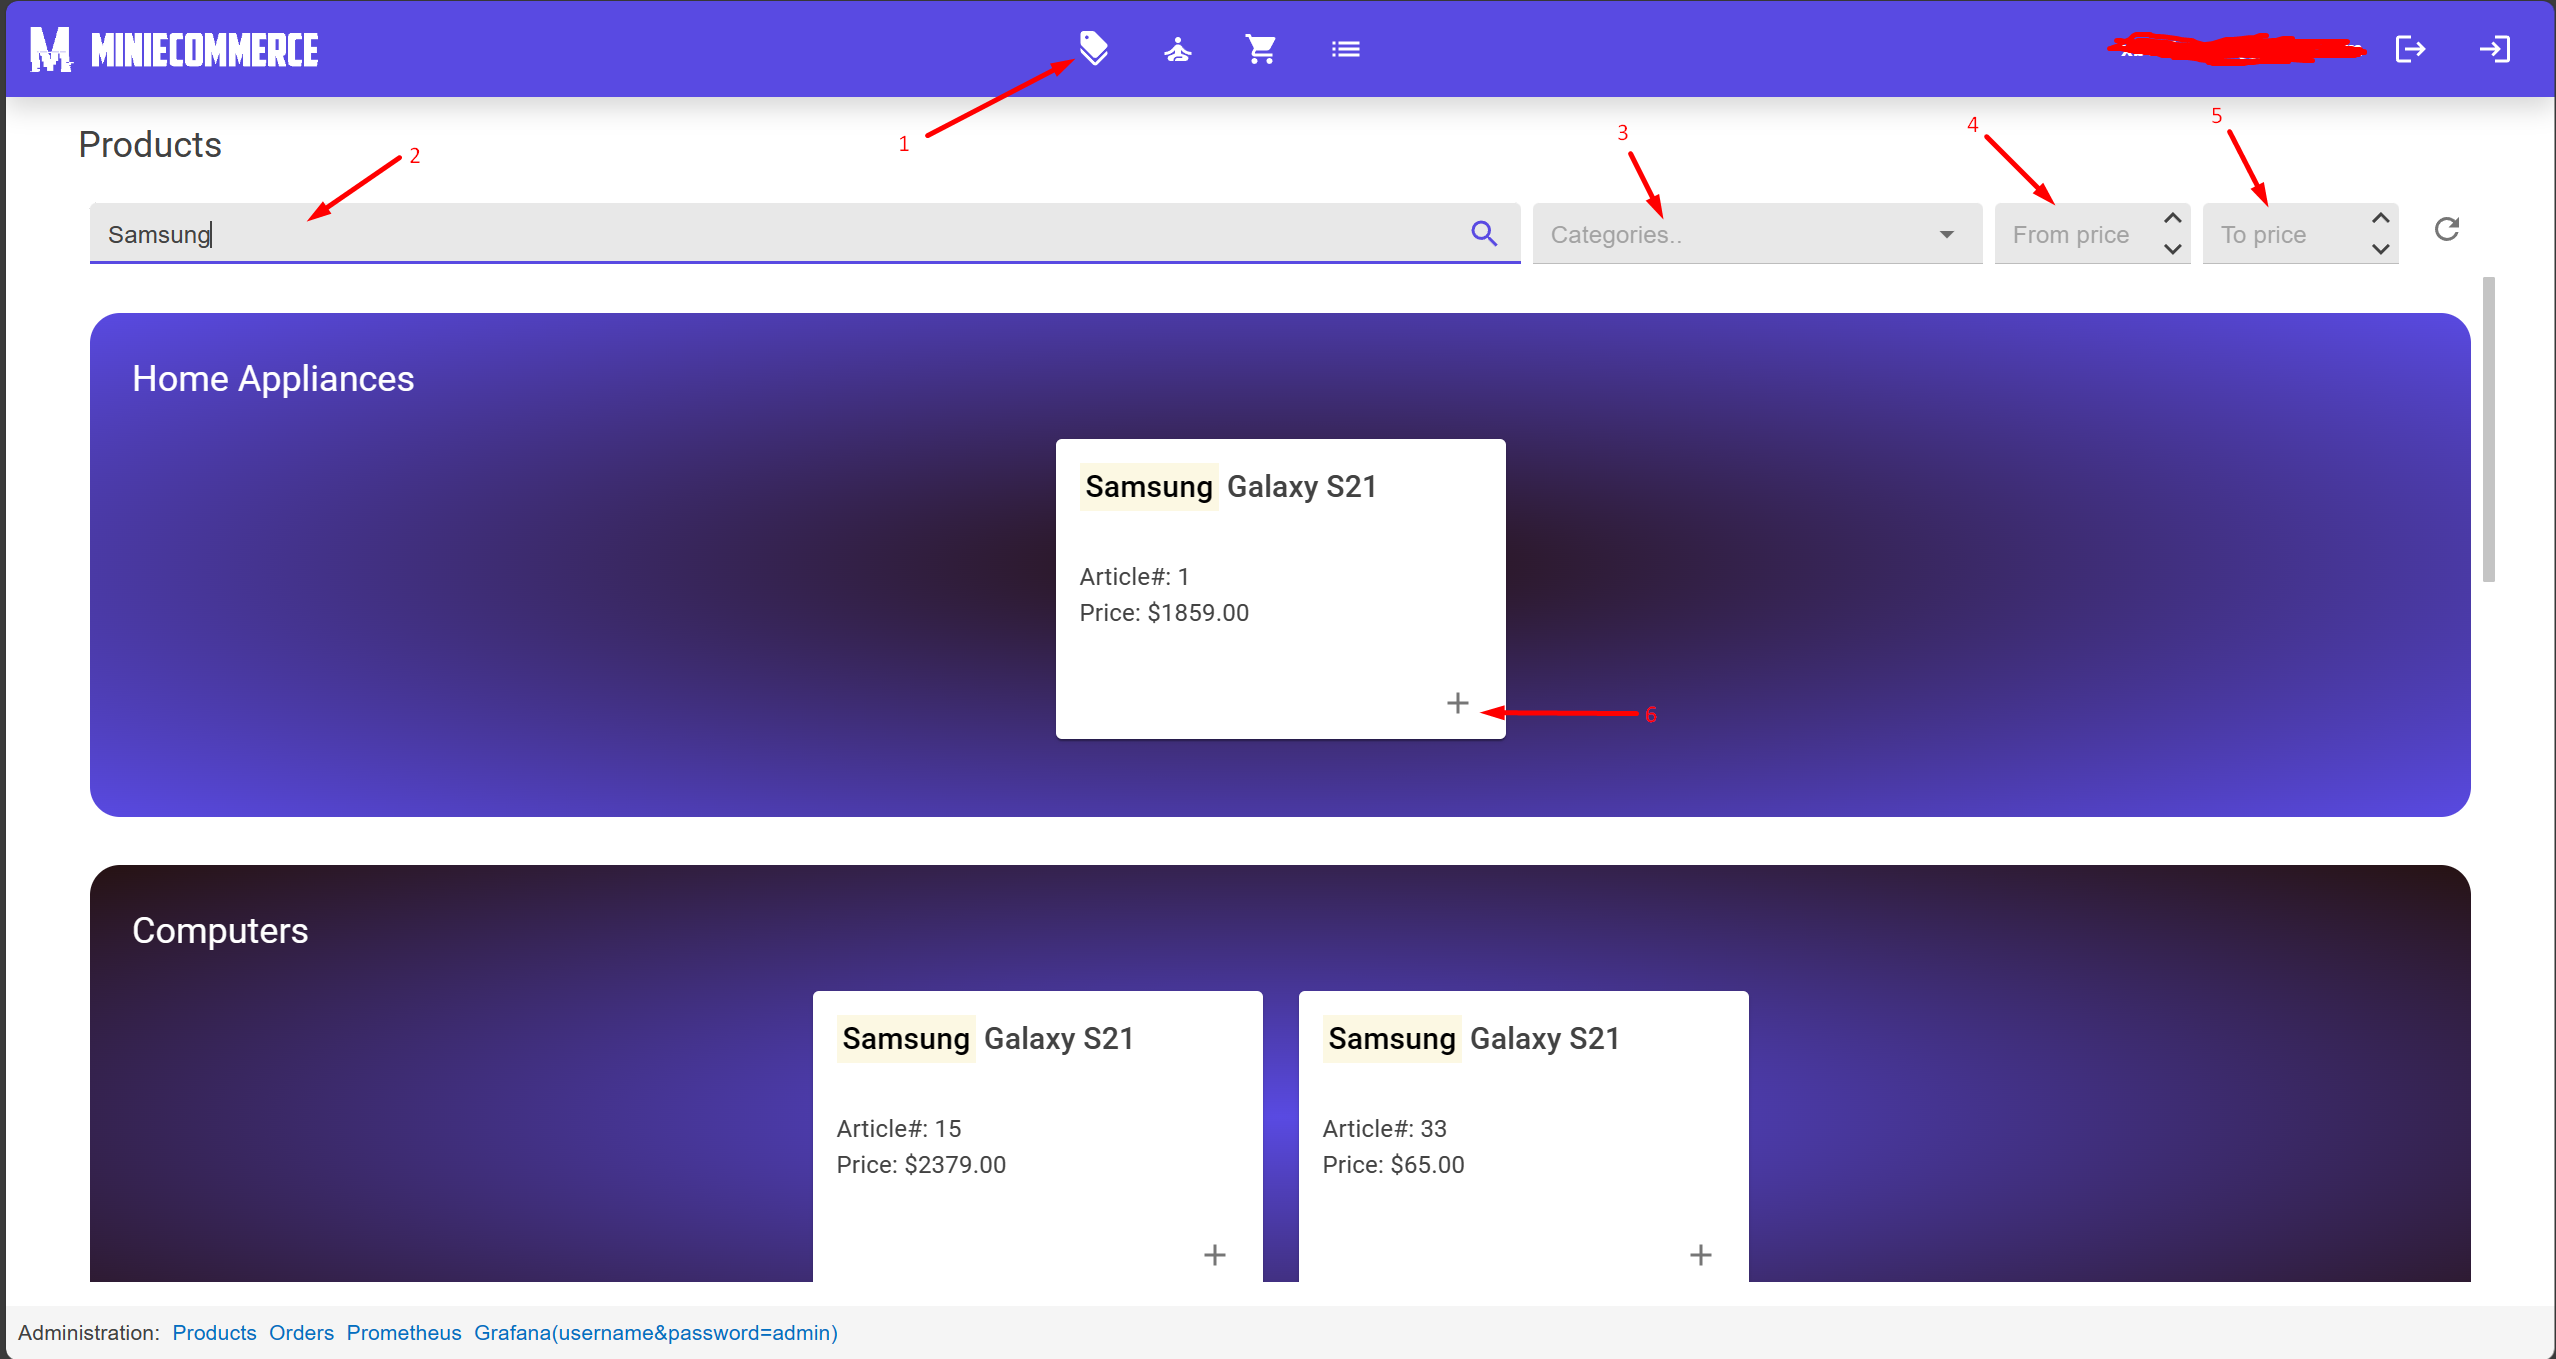 M MINIECOMMERCE
1
Products
2
3
4
5
Samsung
Categories..
From price
To price
Home Appliances
Samsung Galaxy S21
Article#: 1
Price: $1859.00
6
Computers
Samsung Galaxy S21
Article#: 15
Price: $2379.00
Samsung Galaxy S21
Article#: 33
Price: $65.00
Administration: Products Orders Prometheus Grafana(username&password=admin)